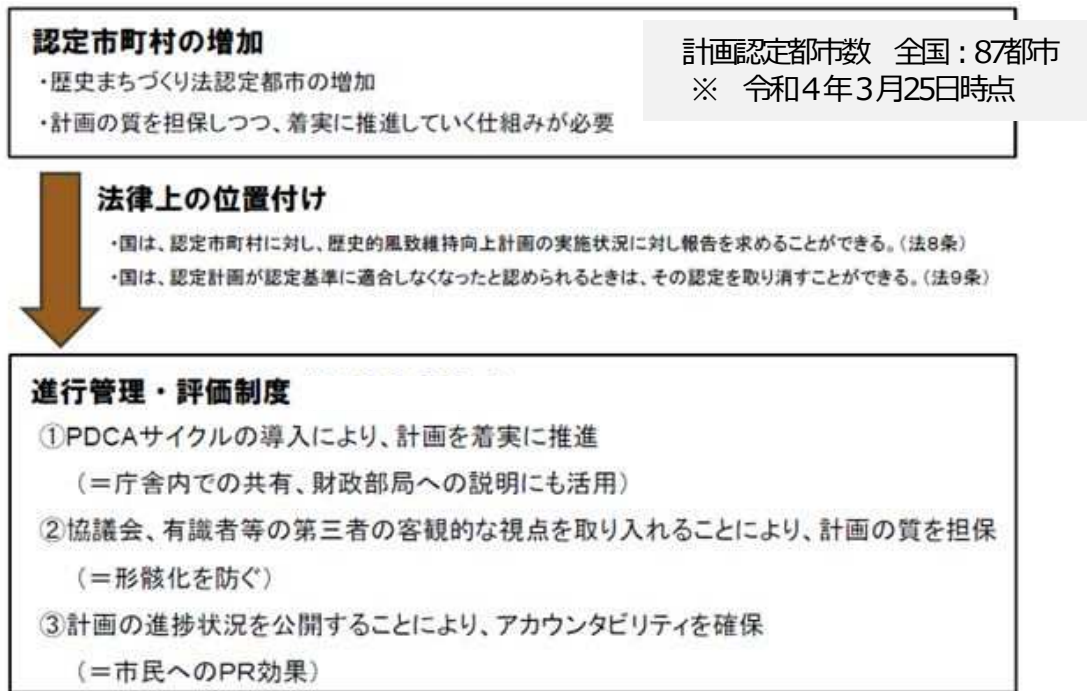 認定市町村の増加
・歴史まちづくり法認定都市の増加
・計画の質を担保しつつ、着実に推進していく仕組みが必要
計画認定都市数　全国：87都市
※　令和4年3月25日時点
法律上の位置付け
・国は、認定市町村に対し、歴史的風致維持向上計画の実施状況に対し報告を求めることができる。（法8条）
・国は、認定計画が認定基準に適合しなくなったと認められるときは、その認定を取り消すことができる。（法9条）
進行管理・評価制度
①PDCAサイクルの導入により、計画を着実に推進
（＝庁舎内での共有、財政部局への説明にも活用）
②協議会、有識者等の第三者の客観的な視点を取り入れることにより、計画の質を担保
（＝形骸化を防ぐ）
③計画の進捗状況を公開することにより、アカウンタビリティを確保
（＝市民へのPR効果）